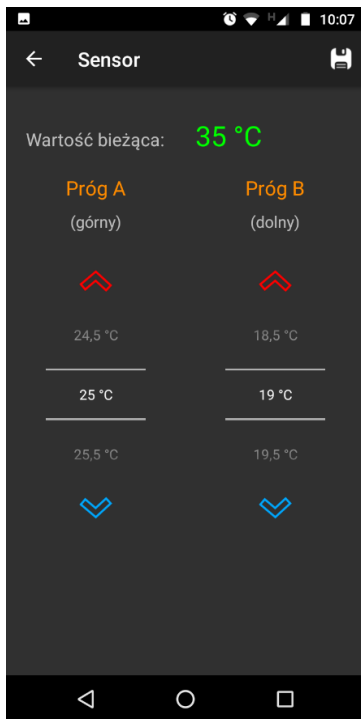 H 10:07
Sensor
Wartość bieżąca: 35 °C
Próg A Próg B
(górny) (dolny)
24,5 °C 18,5 °C
25 °C 19 °C
25,5 °C 19,5 °C